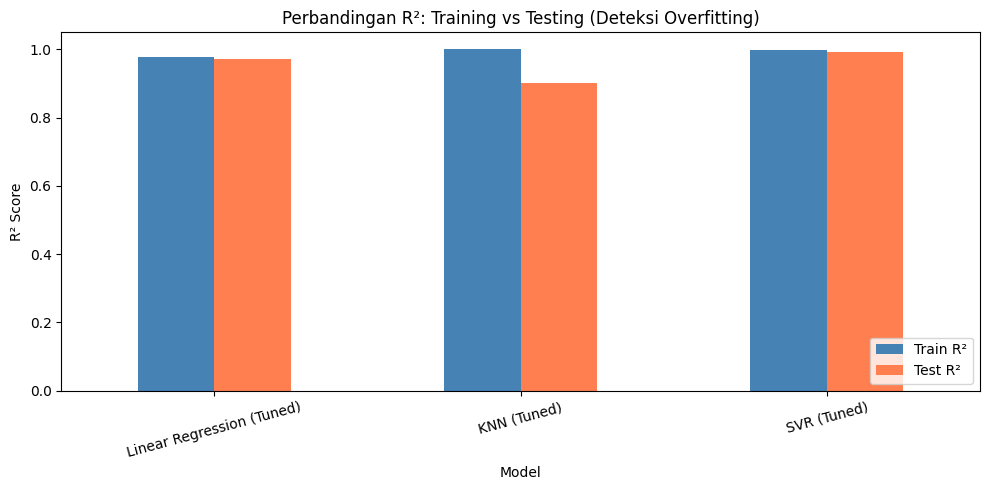 Perbandingan R²: Training vs Testing (Deteksi Overfitting)
R² Score
1.0
0.8
0.6
0.4
0.2
0.0
Train R²
Test R²
Linear Regression (Tuned)
KNN (Tuned)
SVR (Tuned)
Model